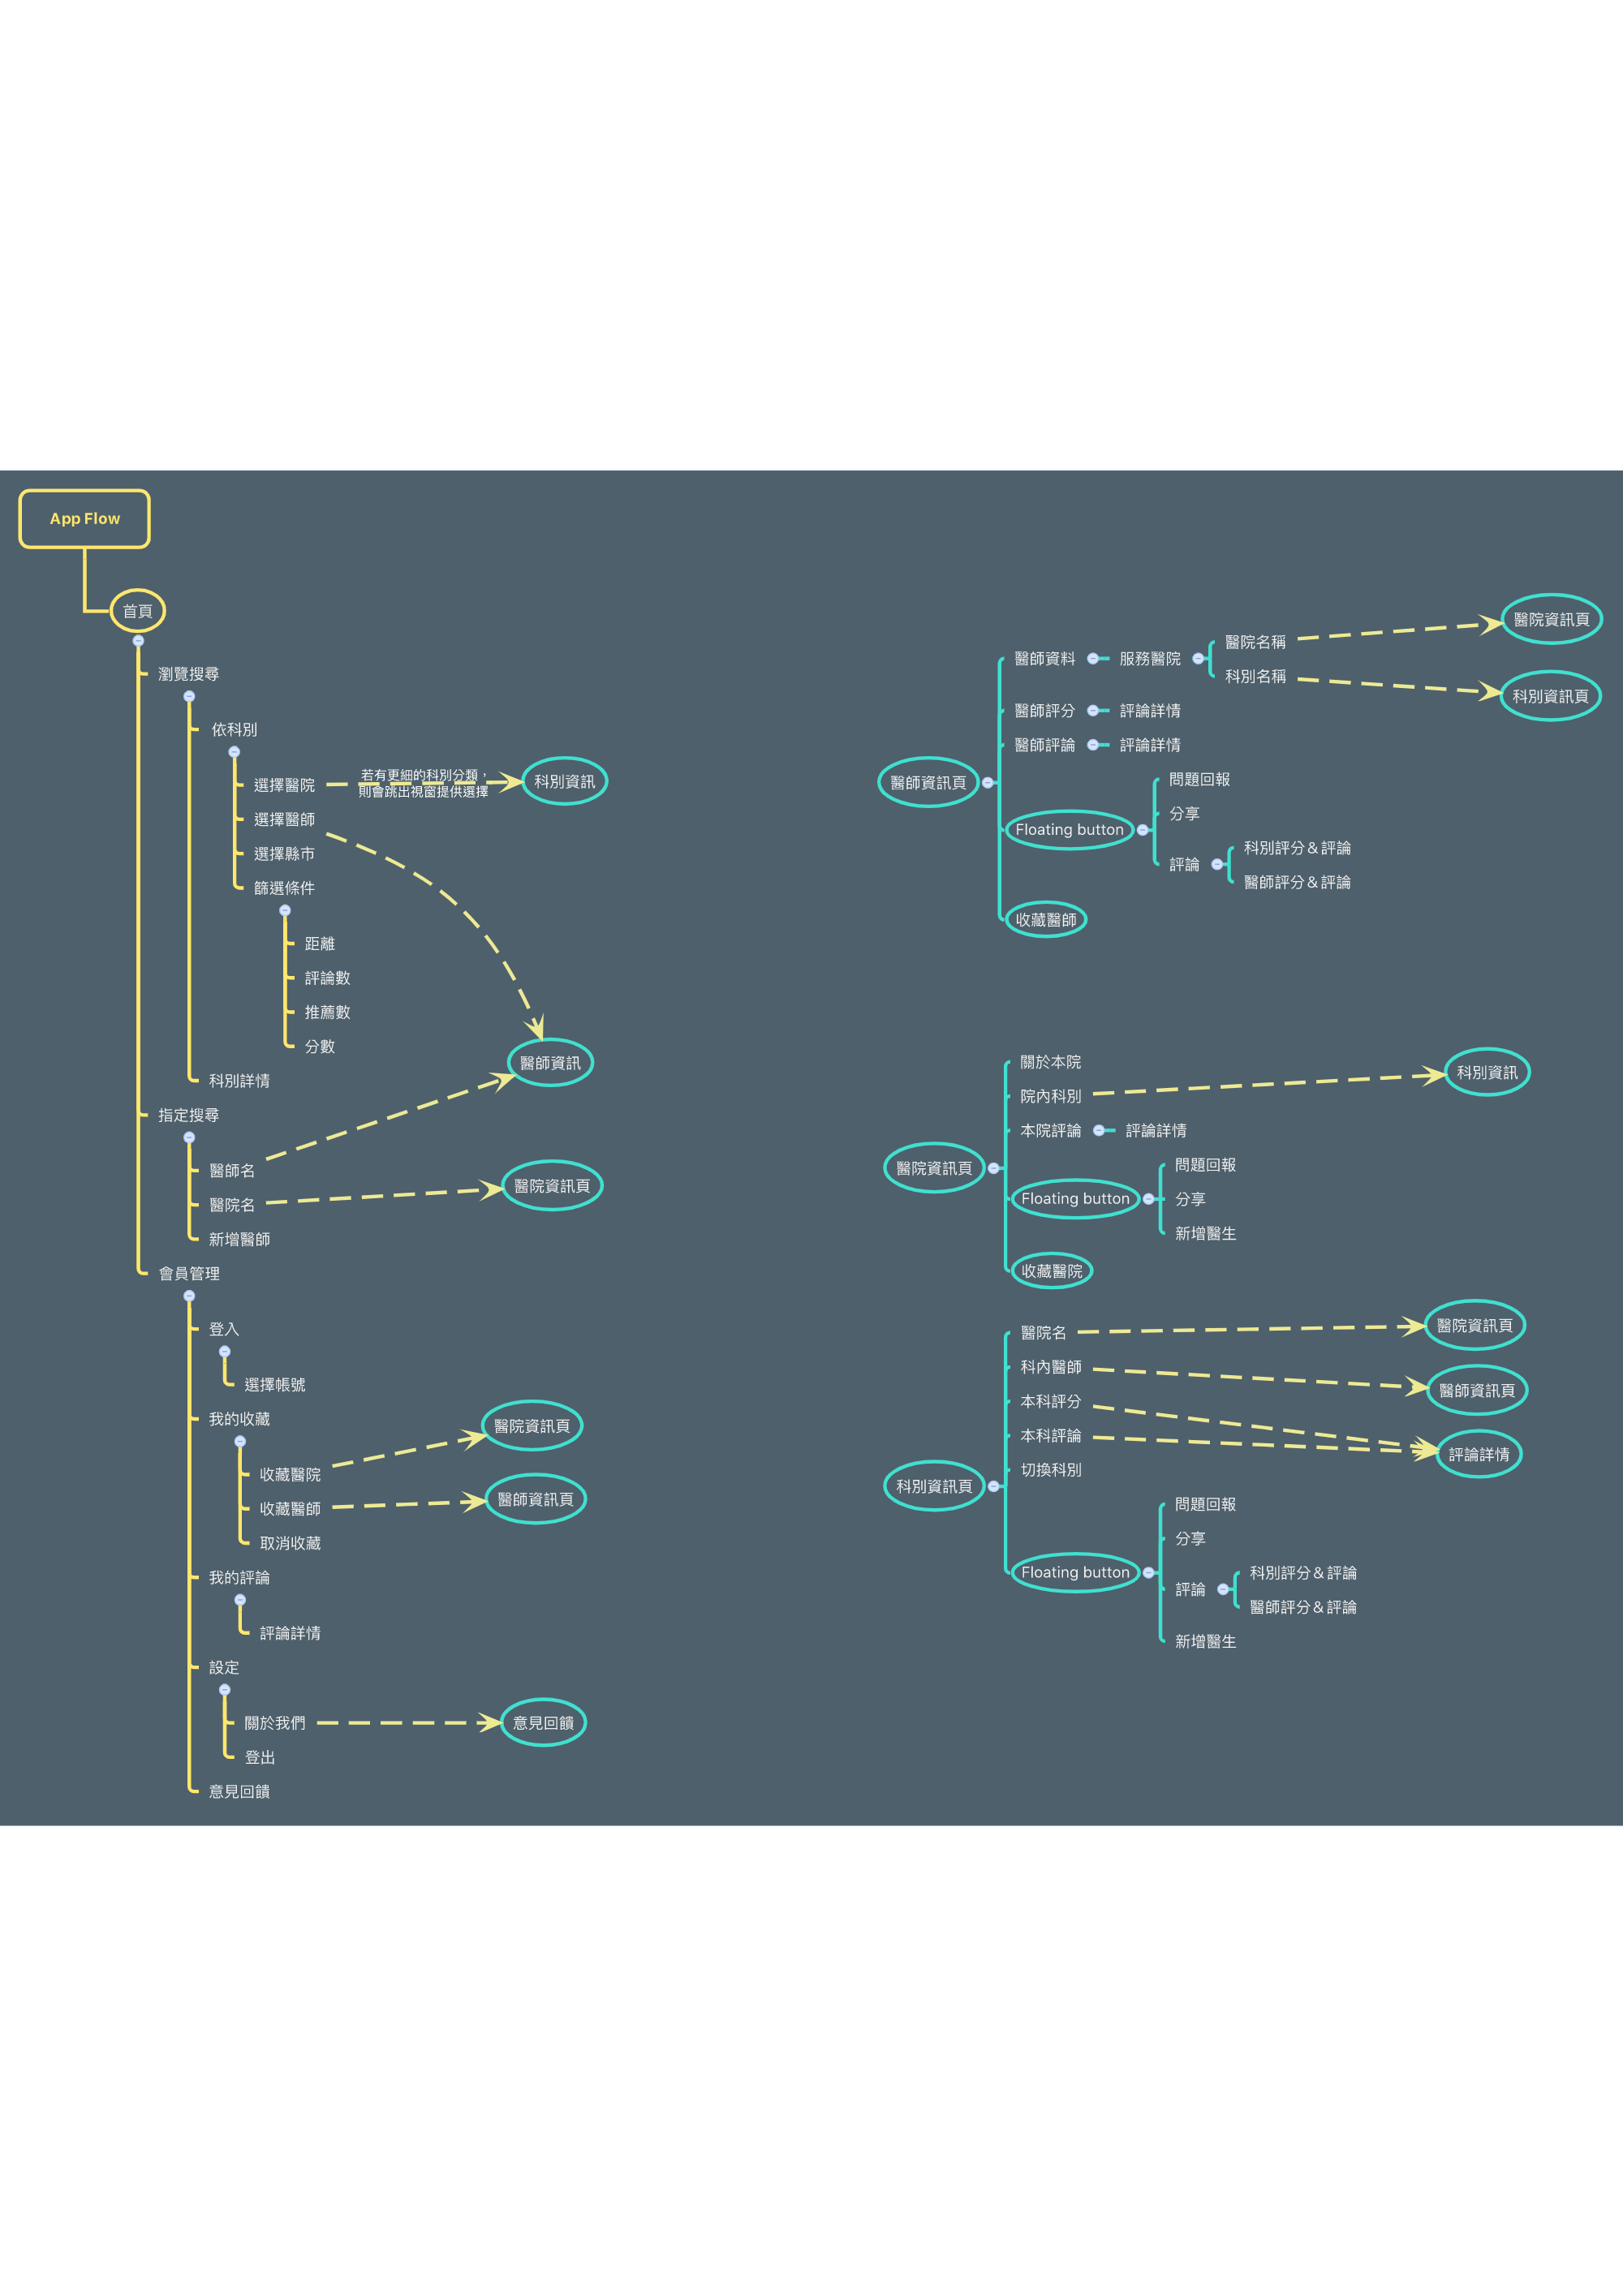 App Flow
首頁
瀏覽搜尋
依科別
選擇醫院
若有更細的科別分類，
則會跳出視窗提供選擇
科別資訊
選擇醫師
選擇縣市
篩選條件
距離
評論數
推薦數
分數
醫師資訊
科別詳情
指定搜尋
醫師名
醫院名
醫院資訊頁
新增醫師
會員管理
登入
選擇帳號
我的收藏
醫院資訊頁
收藏醫院
收藏醫師
醫師資訊頁
取消收藏
我的評論
評論詳情
設定
關於我們
意見回饋
登出
意見回饋
醫師資訊頁
醫師資料
服務醫院
醫院名稱
醫院資訊頁
科別名稱
科別資訊頁
醫師評分
評論詳情
醫師評論
評論詳情
Floating button
問題回報
分享
評論
科別評分＆評論
醫師評分＆評論
收藏醫師
醫院資訊頁
關於本院
院內科別
科別資訊
本院評論
評論詳情
Floating button
問題回報
分享
新增醫生
收藏醫院
科別資訊頁
醫院名
醫院資訊頁
科內醫師
醫師資訊頁
本科評分
本科評論
評論詳情
切換科別
Floating button
問題回報
分享
評論
科別評分＆評論
醫師評分＆評論
新增醫生